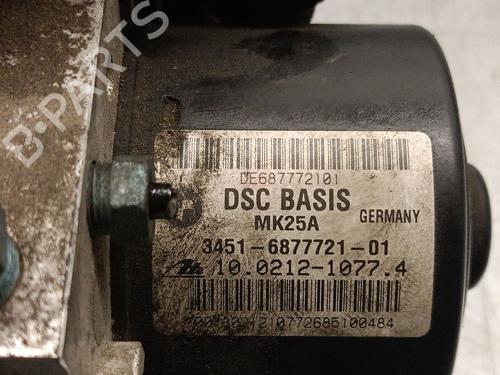 B-PARTS
DE687772101
DSC BASIS
MK25A
GERMANY
3451-6877721-01
10.0212-1077.4